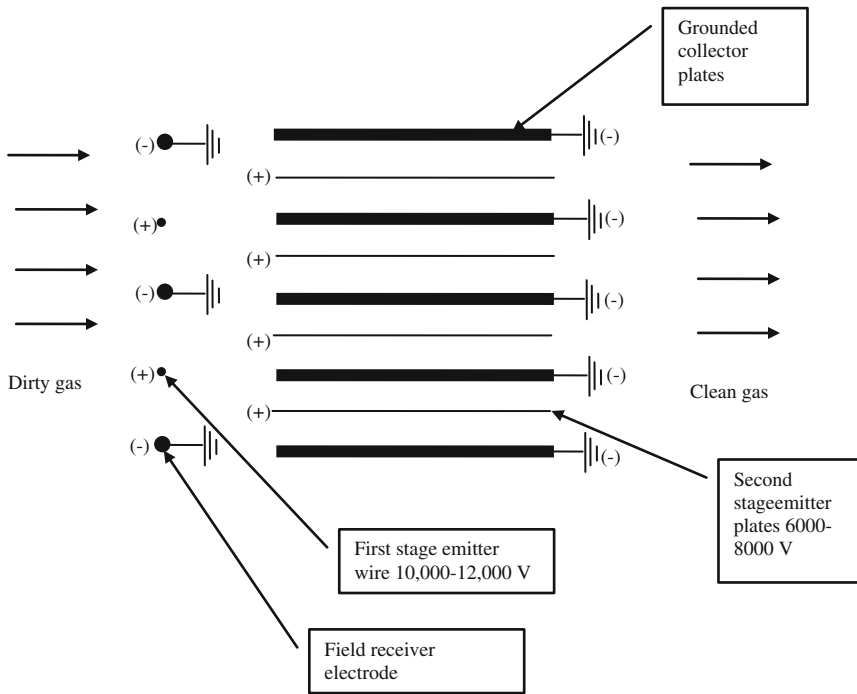 Grounded
collector
plates
(-)
(-)
(+)
(+)
(-)
(+)
(-)
(-)
(+)
(+)
(-)
Dirty gas
(+)
(-)
Clean gas
(-)
(-)
Second
stageemitter
plates 6000-
8000 V
First stage emitter
wire 10,000-12,000 V
Field receiver
electrode